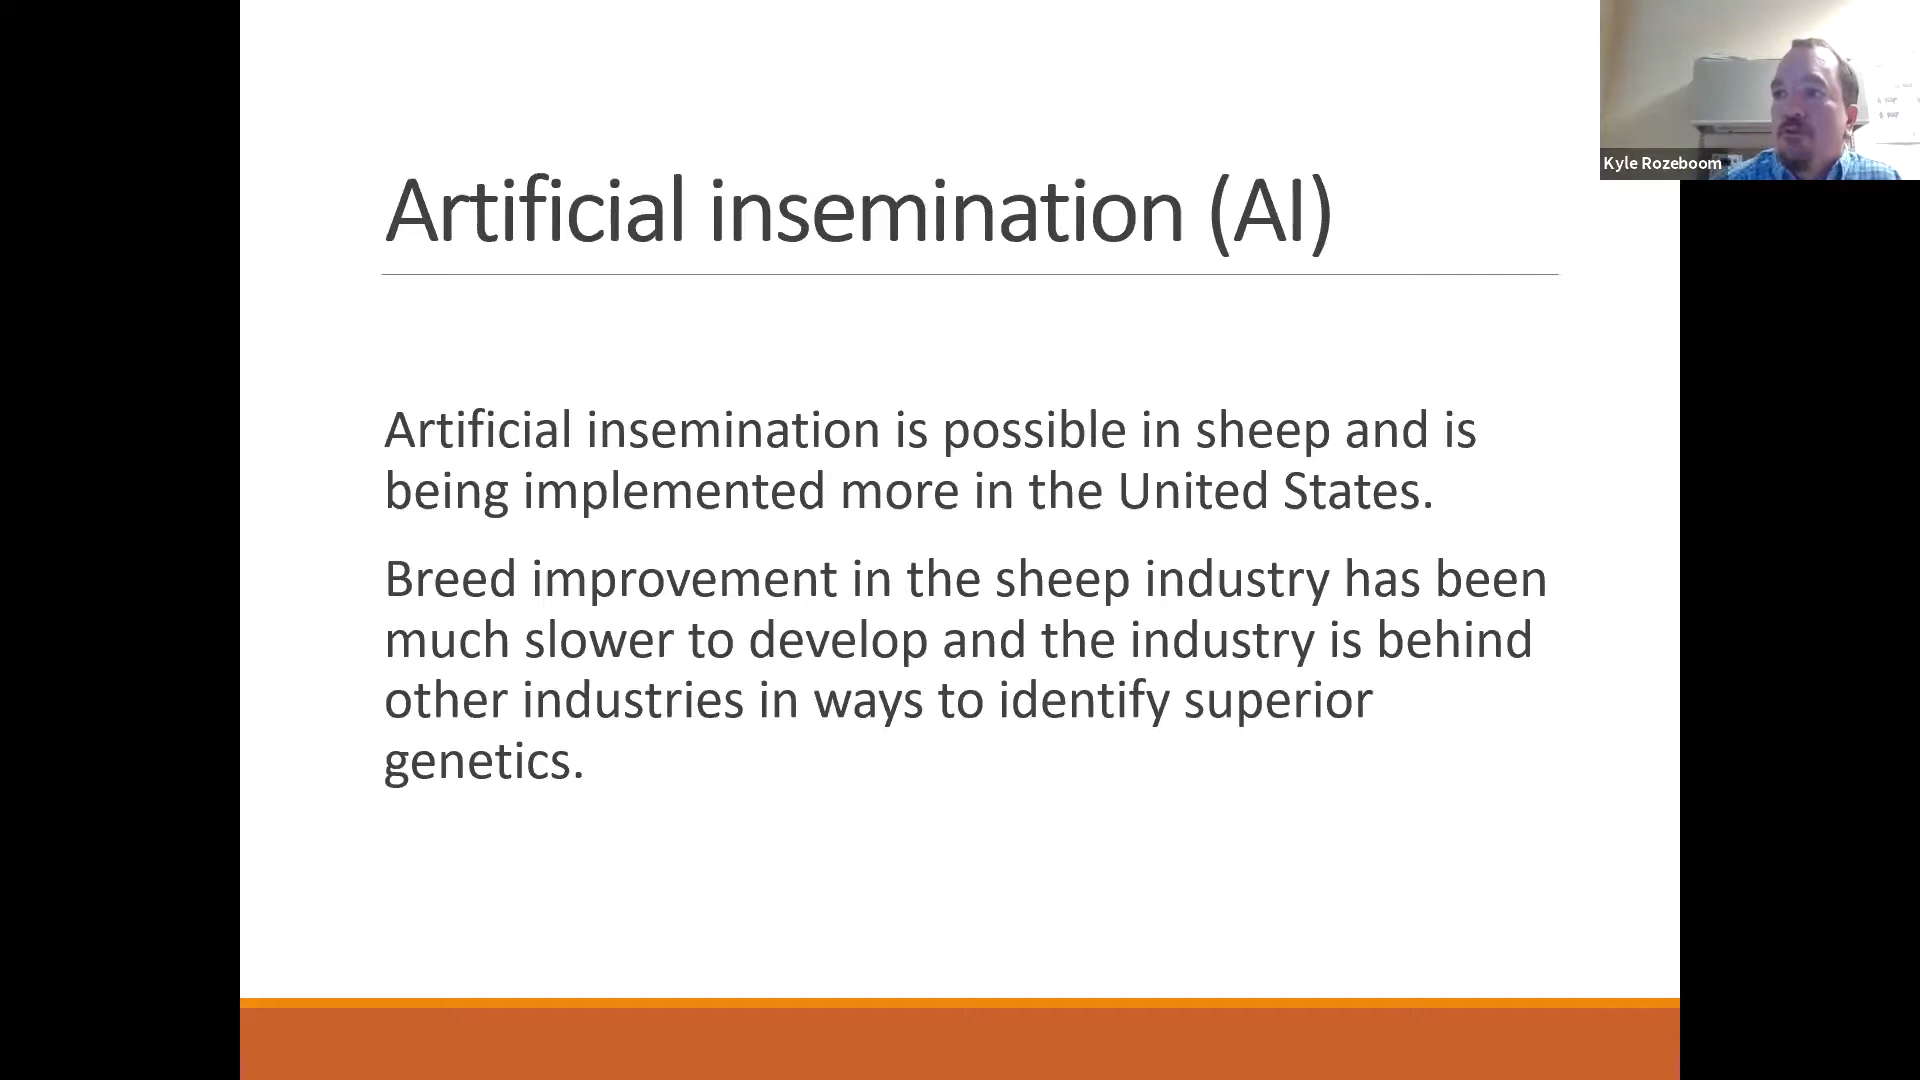 Artificial insemination (AI)
Kyle Rozeboom
Artificial insemination is possible in sheep and is
being implemented more in the United States.
Breed improvement in the sheep industry has been
much slower to develop and the industry is behind
other industries in ways to identify superior
genetics.